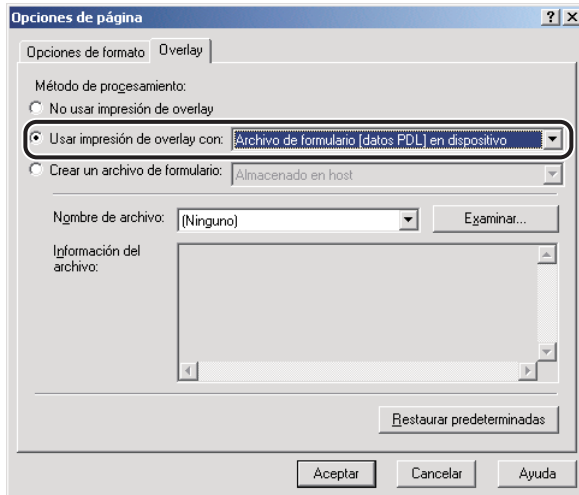 Opciones de página
Opciones de formato Overlay
Método de procesamiento:
No usar impresión de overlay
Usar impresión de overlay con: Archivo de formulario [datos PDL] en dispositivo
Crear un archivo de formulario: Almacenado en host
Nombre de archivo: (Ninguno) Examinar...
Información del
archivo:
Restaurar predeterminadas
Aceptar Cancelar Ayuda